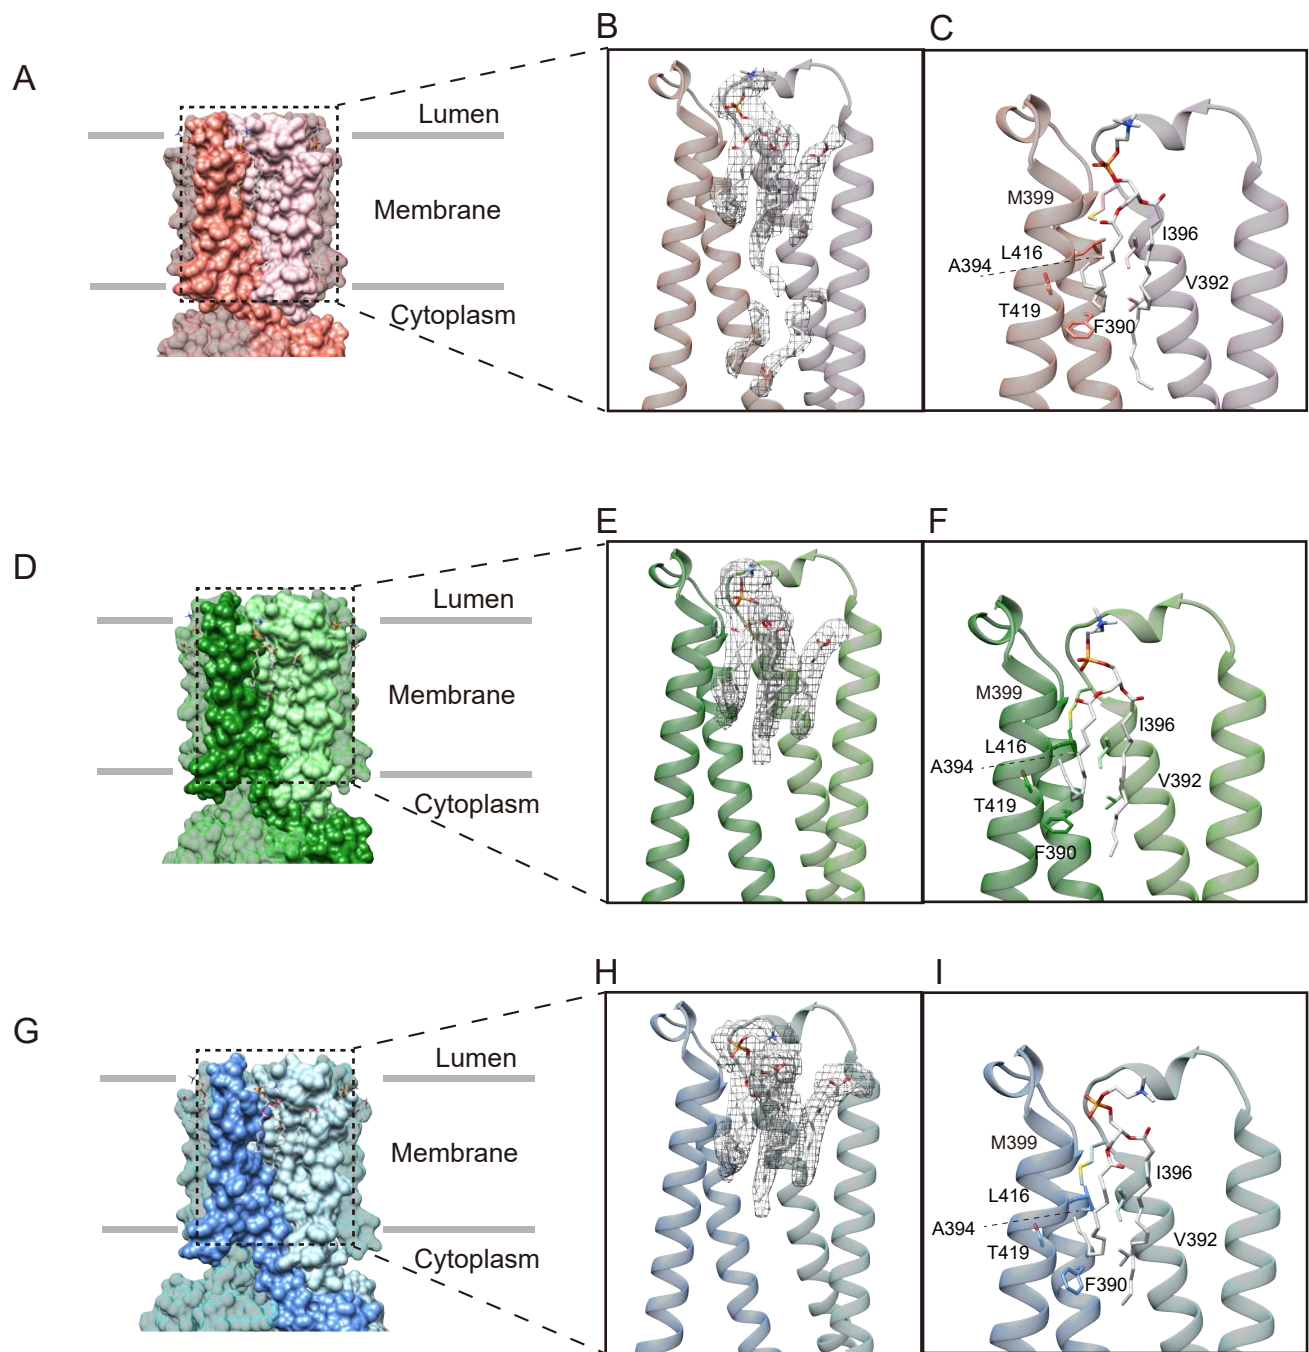 A
Lumen
Membrane
Cytoplasm
B
C
M399
I396
L416
A394
V392
T419
F390
D
Lumen
Membrane
Cytoplasm
E
F
M399
I396
L416
A394
V392
T419
F390
G
Lumen
Membrane
Cytoplasm
H
I
M399
I396
L416
A394
V392
T419
F390